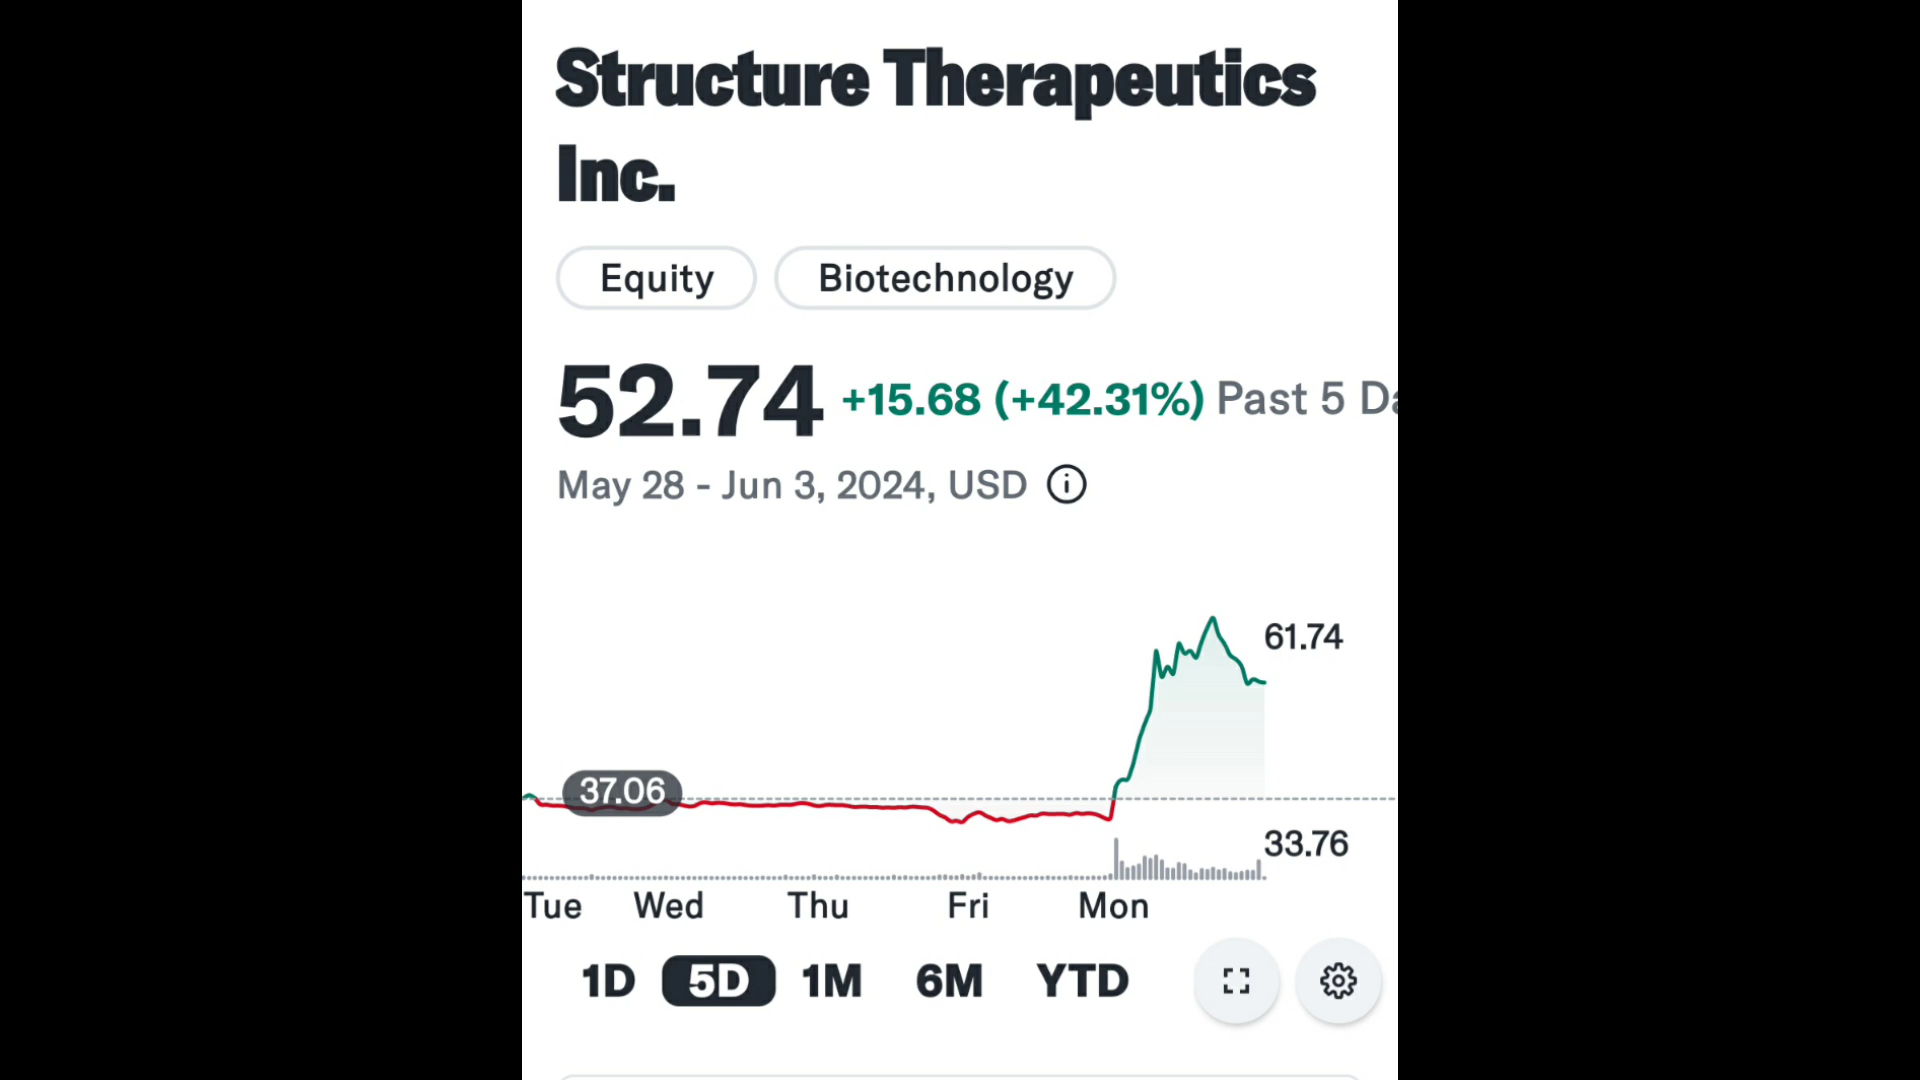 Structure Therapeutics
Inc.
Equity Biotechnology
52.74 +15.68 (+42.31%) Past 5 Da
May 28 - Jun 3, 2024, USD
61.74
37.06
33.76
Tue Wed Thu Fri Mon
1D 5D 1M 6M YTD